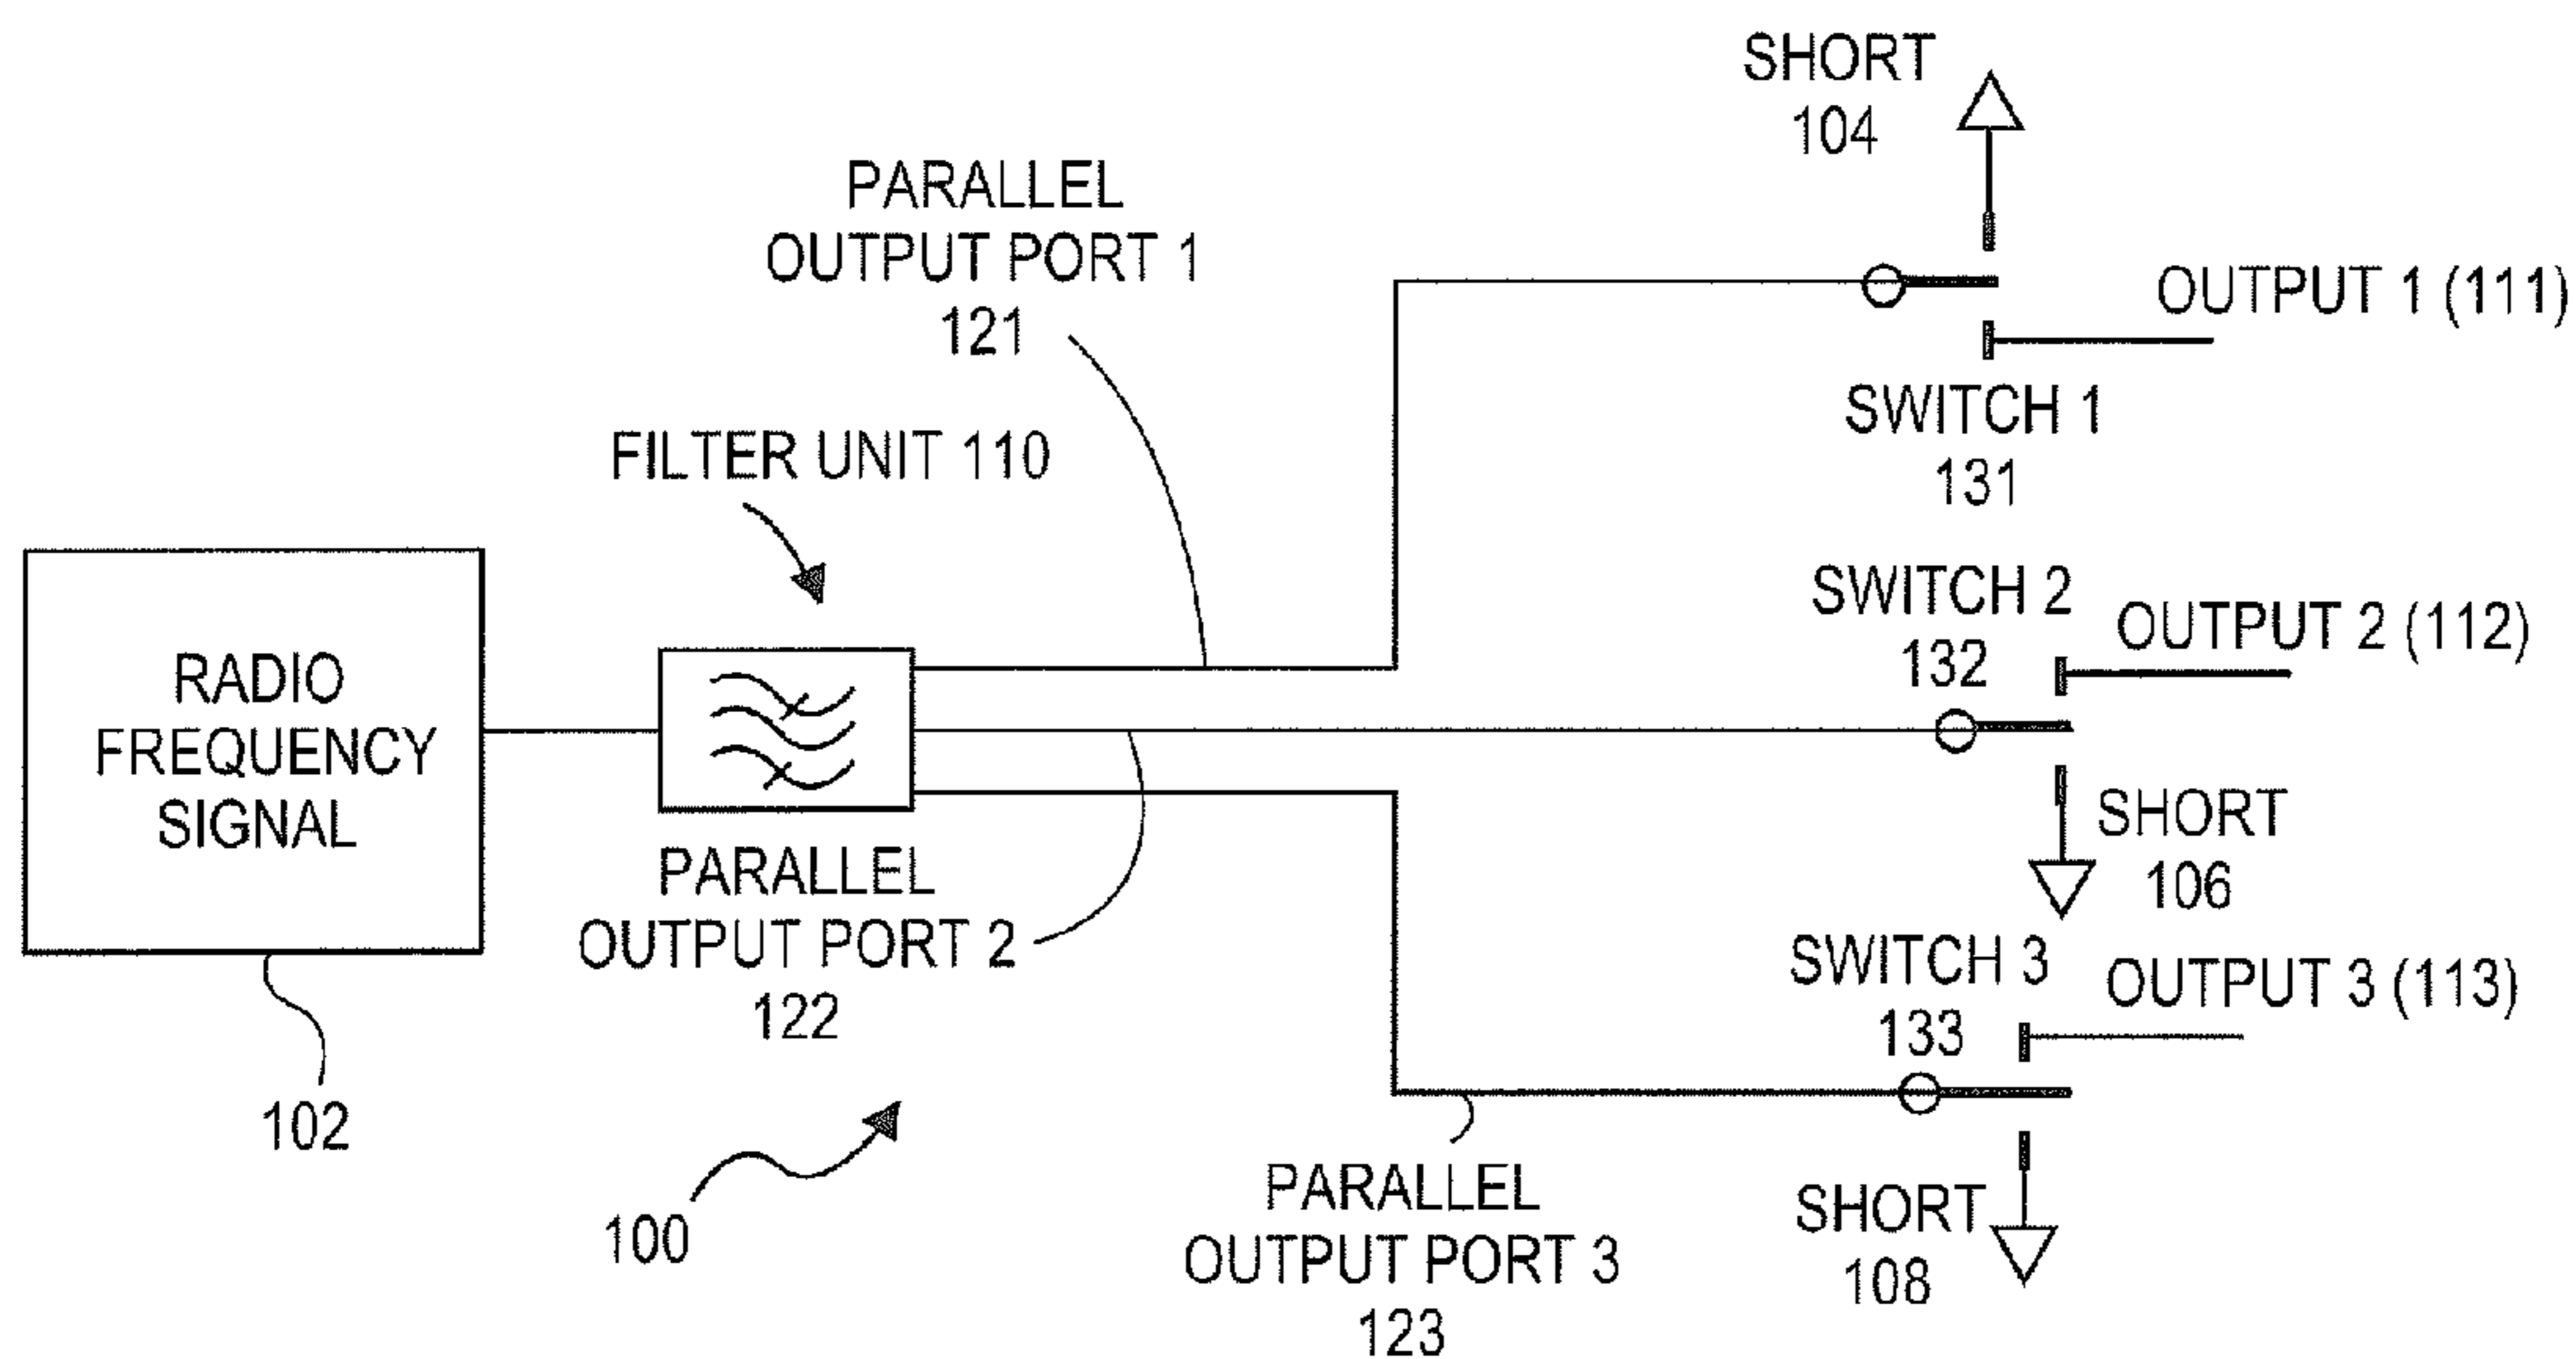 SHORT
104
PARALLEL
OUTPUT PORT 1
121
OUTPUT 1 (111)
SWITCH 1
131
FILTER UNIT 110
SWITCH 2
132
OUTPUT 2 (112)
RADIO
FREQUENCY
SIGNAL
102
PARALLEL
OUTPUT PORT 2
122
SHORT
106
SWITCH 3
133
OUTPUT 3 (113)
100
PARALLEL
OUTPUT PORT 3
123
SHORT
108